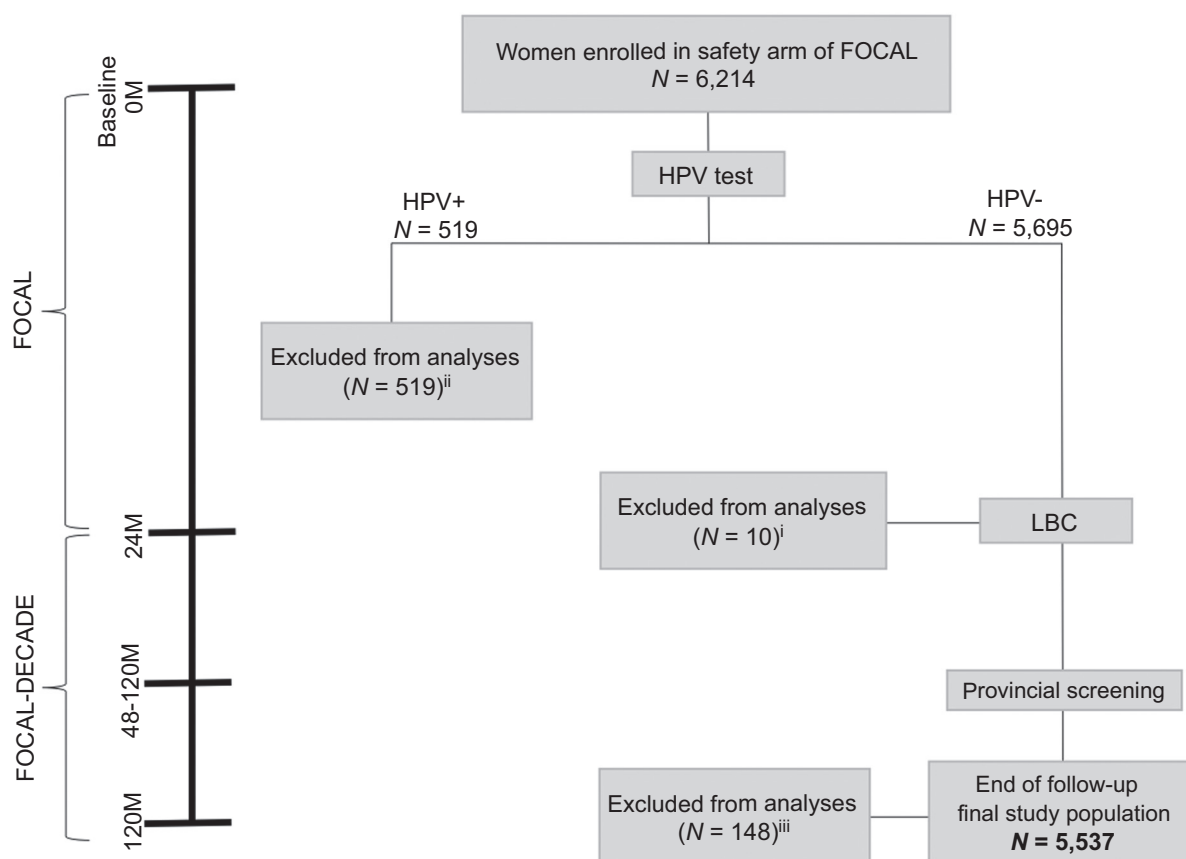 Women enrolled in safety arm of FOCAL
N = 6,214
Baseline
0M
HPV test
HPV+
N = 519
HPV-
N = 5,695
FOCAL
Excluded from analyses
(N = 519)ii
24M
Excluded from analyses
(N = 10)i
LBC
FOCAL-DECADE
48-120M
Provincial screening
120M
Excluded from analyses
(N = 148)iii
End of follow-up
final study population
N = 5,537